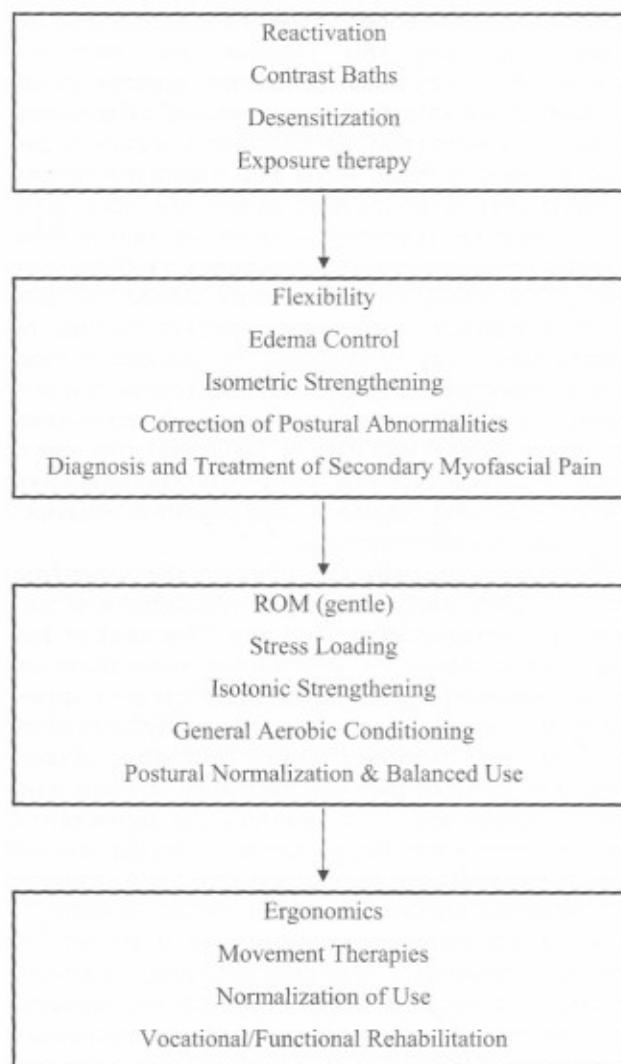 Reactivation
Contrast Baths
Desensitization
Exposure therapy
Flexibility
Edema Control
Isometric Strengthening
Correction of Postural Abnormalities
Diagnosis and Treatment of Secondary Myofascial Pain
ROM (gentle)
Stress Loading
Isotonic Strengthening
General Aerobic Conditioning
Postural Normalization & Balanced Use
Ergonomics
Movement Therapies
Normalization of Use
Vocational/Functional Rehabilitation